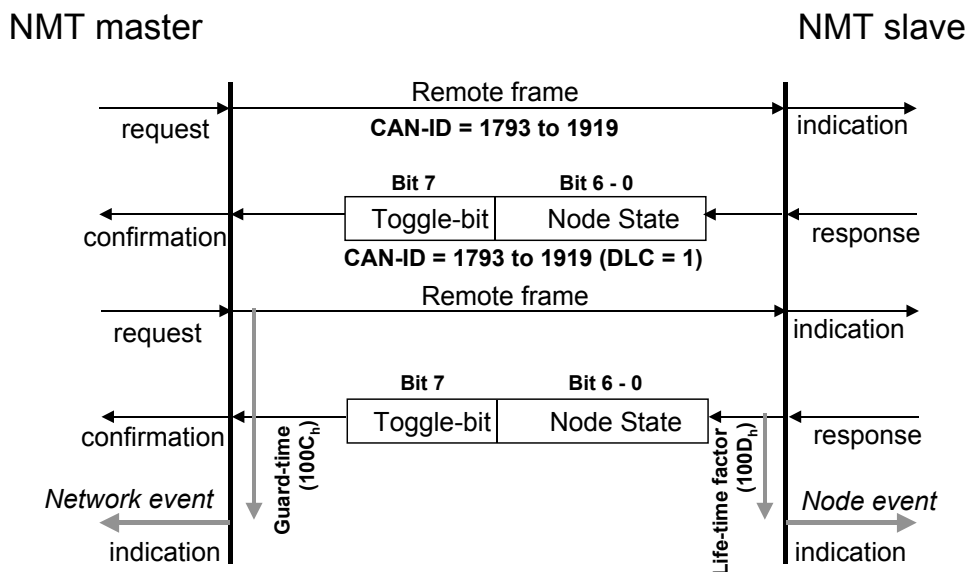 NMT master NMT slave
Remote frame
request CAN-ID = 1793 to 1919 indication
Bit 7 Bit 6 - 0
Toggle-bit Node State
confirmation response
CAN-ID = 1793 to 1919 (DLC = 1)
Remote frame
request indication
Bit 7 Bit 6 - 0
Toggle-bit Node State
confirmation response
Guard-time
(100Cₕ)
Life-time factor
(100Dₕ)
Network event Node event
indication indication